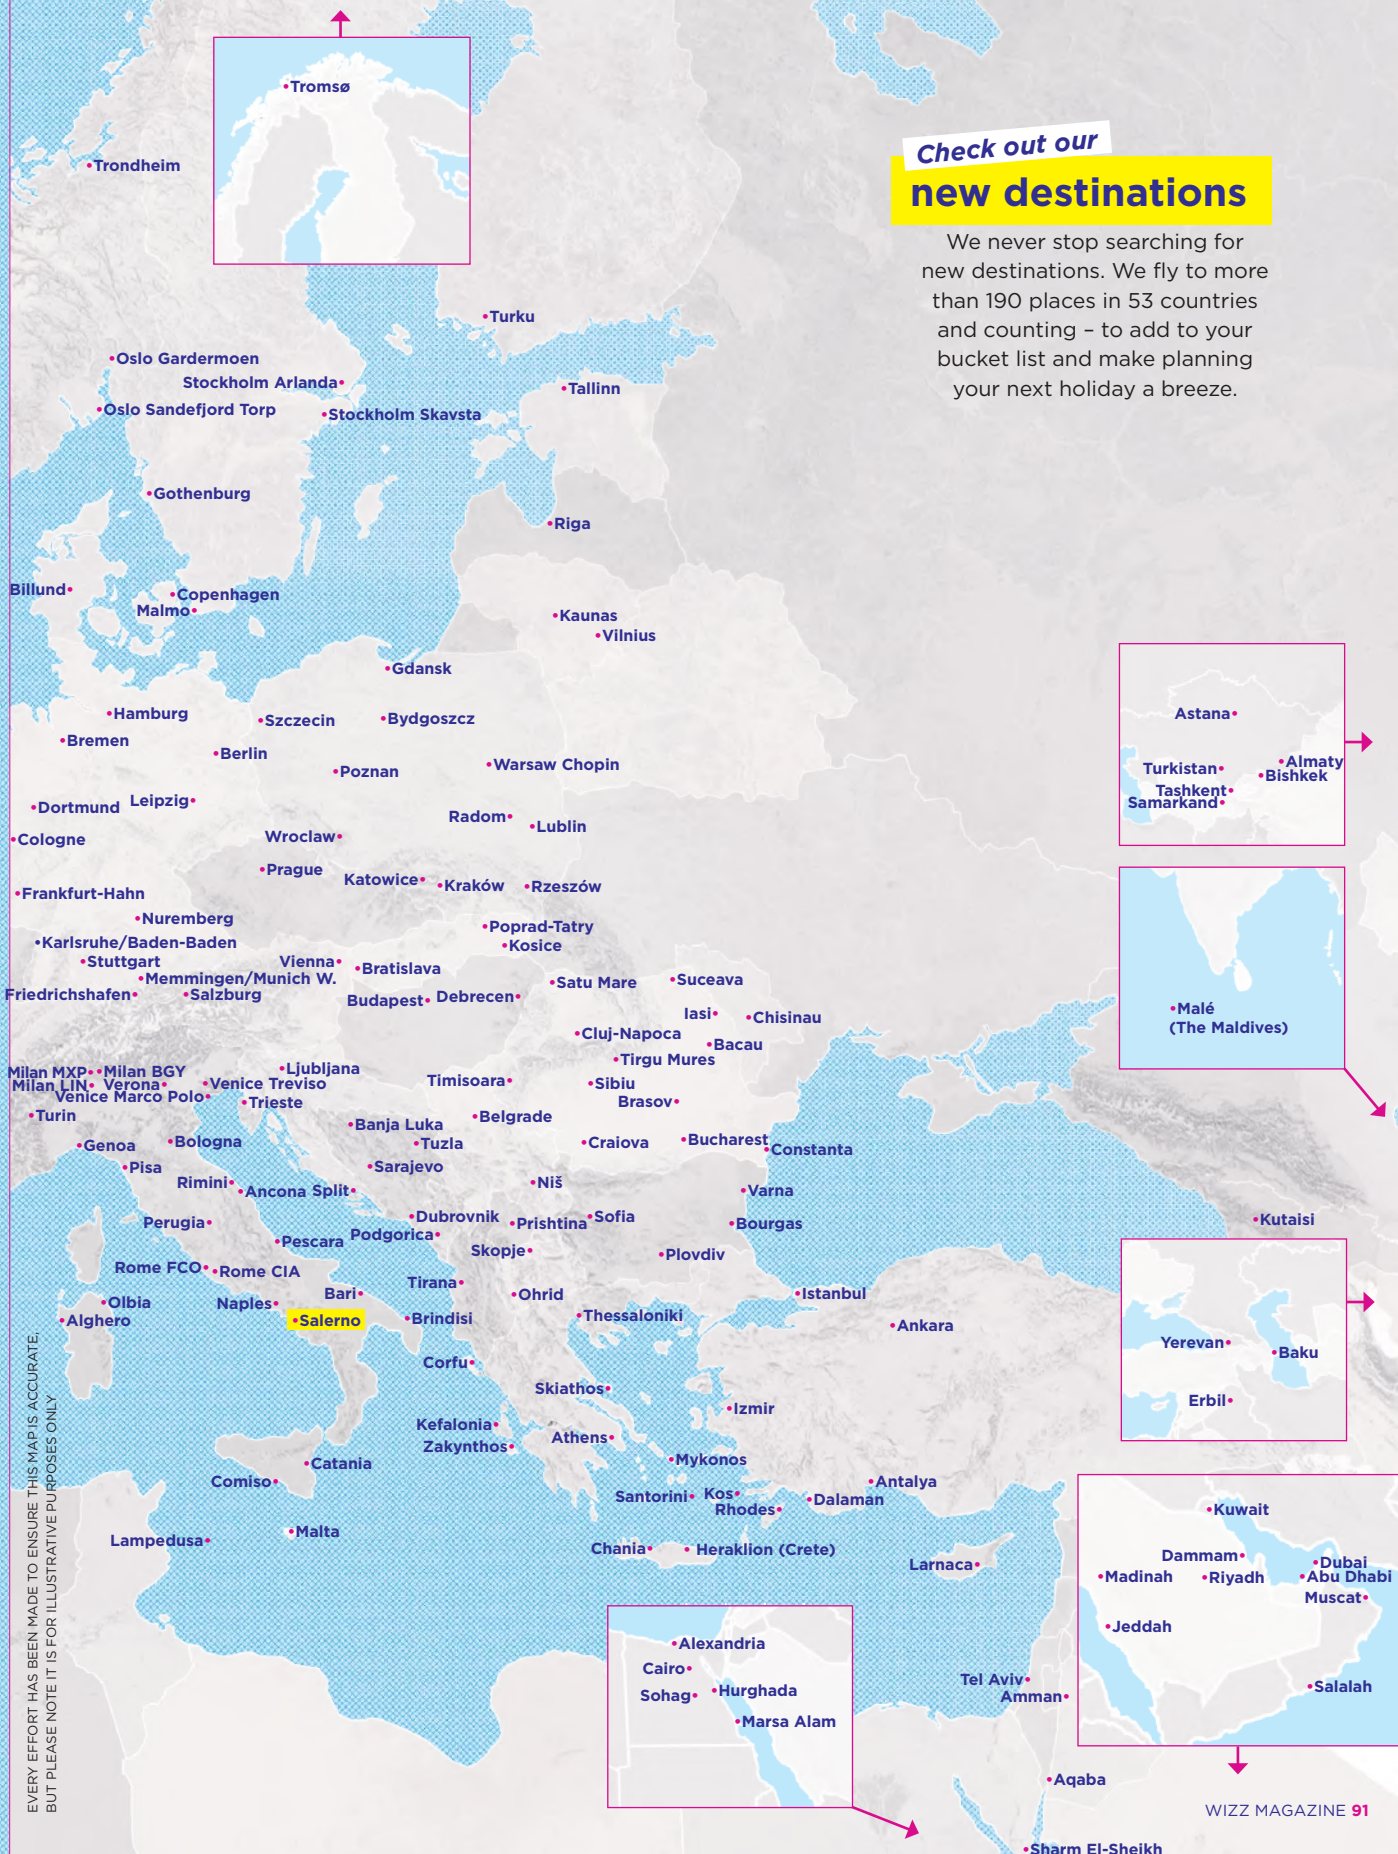 Tromsø
Trondheim
Check out our
new destinations
We never stop searching for
new destinations. We fly to more
than 190 places in 53 countries
and counting – to add to your
bucket list and make planning
your next holiday a breeze.
Turku
Oslo Gardermoen
Stockholm Arlanda
Tallinn
Oslo Sandefjord Torp
Stockholm Skavsta
Gothenburg
Riga
Billund
Copenhagen
Malmo
Kaunas
Vilnius
Gdansk
Hamburg
Szczecin
Bydgoszcz
Bremen
Berlin
Poznan
Warsaw Chopin
Dortmund
Leipzig
Radom
Lublin
Cologne
Wroclaw
Prague
Katowice
Kraków
Rzeszów
Frankfurt-Hahn
Nuremberg
Poprad-Tatry
Karlsruhe/Baden-Baden
Kosice
Stuttgart
Vienna
Bratislava
Memmingen/Munich W.
Satu Mare
Suceava
Friedrichshafen
Salzburg
Budapest
Debrecen
Iasi
Chisinau
Cluj-Napoca
Bacau
Tirgu Mures
Astana
Turkistan
Almaty
Bishkek
Tashkent
Samarkand
Malé
(The Maldives)
Milan MXP
Milan BGY
Ljubljana
Milan LIN
Verona
Venice Treviso
Timisoara
Sibiu
Venice Marco Polo
Trieste
Brasov
Turin
Banja Luka
Belgrade
Genoa
Bologna
Tuzla
Craiova
Bucharest
Constanta
Pisa
Sarajevo
Rimini
Ancona
Split
Niš
Varna
Perugia
Dubrovnik
Prishtina
Sofia
Bourgas
Kutaisi
Pescara
Podgorica
Skopje
Plovdiv
Rome FCO
Rome CIA
Tirana
Olbia
Naples
Bari
Ohrid
Istanbul
Alghero
Salerno
Brindisi
Thessaloniki
Ankara
Corfu
Skiathos
Yerevan
Baku
Erbil
Kefalonia
Izmir
Zakynthos
Athens
Catania
Mykonos
Comiso
Santorini
Kos
Antalya
Rhodes
Dalaman
Malta
Lampedusa
Chania
Heraklion (Crete)
Larnaca
Kuwait
Dammam
Dubai
Madinah
Riyadh
Abu Dhabi
Muscat
Jeddah
Salalah
Alexandria
Cairo
Sohag
Hurghada
Marsa Alam
Tel Aviv
Amman
Aqaba
Sharm El-Sheikh
EVERY EFFORT HAS BEEN MADE TO ENSURE THIS MAP IS ACCURATE,
BUT PLEASE NOTE IT IS FOR ILLUSTRATIVE PURPOSES ONLY
WIZZ MAGAZINE 91